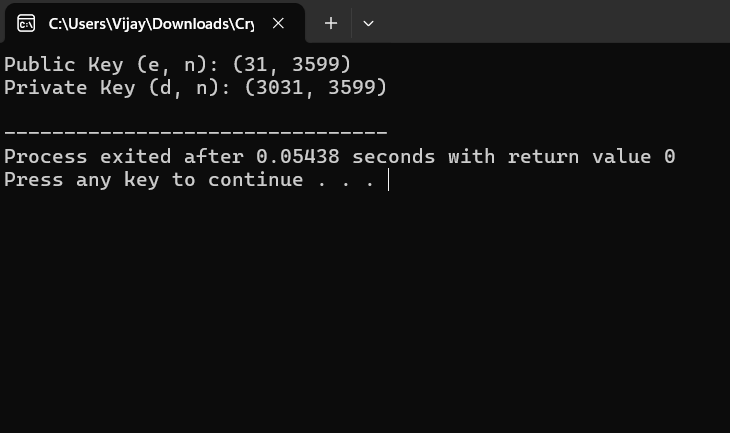 C:\Users\Vijay\Downloads\Cry
Public Key (e, n): (31, 3599)
Private Key (d, n): (3031, 3599)
--------------------------------
Process exited after 0.05438 seconds with return value 0
Press any key to continue . . .